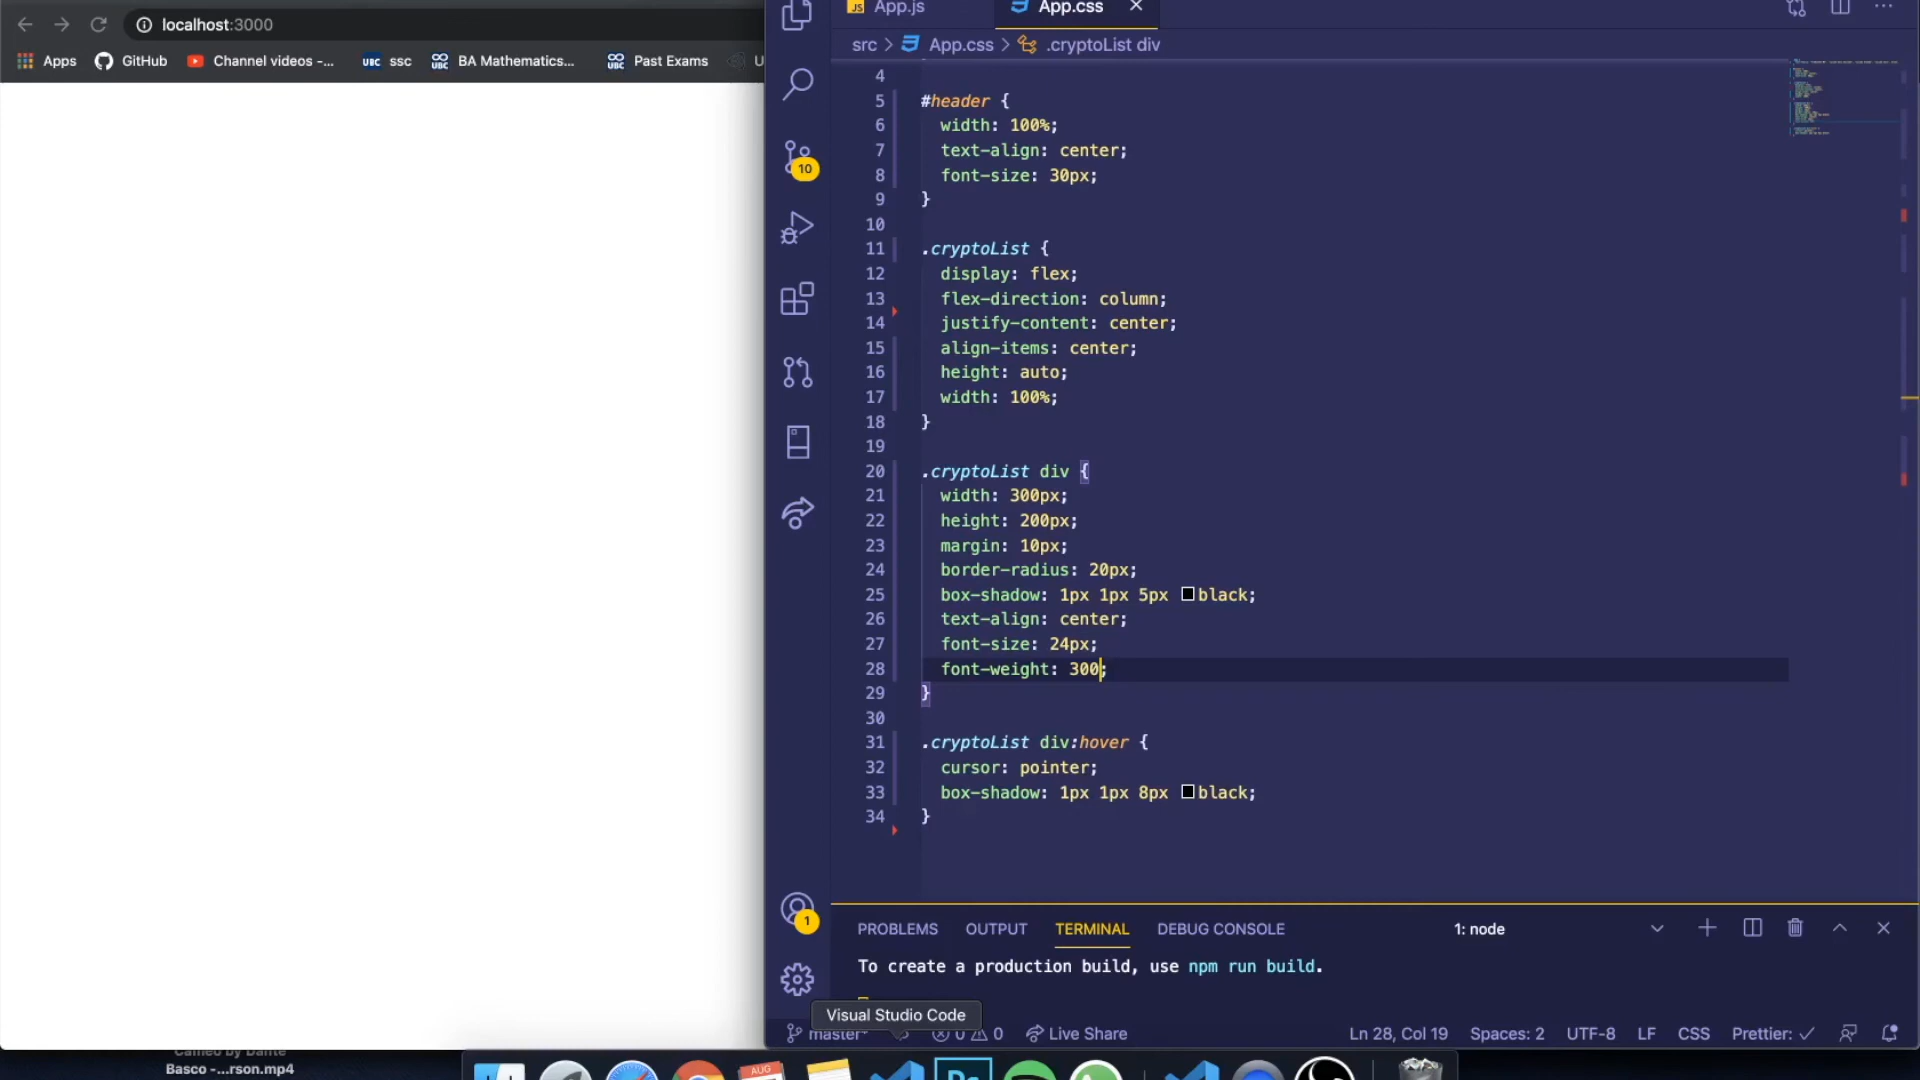 localhost:3000
Apps GitHub Channel videos -... UBC ssc UBC BA Mathematics... UBC Past Exams U
JS App.js App.css
src > App.css > .cryptoList div
4
5 #header {
6 width: 100%;
7 text-align: center;
8 font-size: 30px;
9 }
10
11 .cryptoList {
12 display: flex;
13 flex-direction: column;
14 justify-content: center;
15 align-items: center;
16 height: auto;
17 width: 100%;
18 }
19
20 .cryptoList div {
21 width: 300px;
22 height: 200px;
23 margin: 10px;
24 border-radius: 20px;
25 box-shadow: 1px 1px 5px black;
26 text-align: center;
27 font-size: 24px;
28 font-weight: 300;
29 }
30
31 .cryptoList div:hover {
32 cursor: pointer;
33 box-shadow: 1px 1px 8px black;
34 }
10
1
PROBLEMS OUTPUT TERMINAL DEBUG CONSOLE 1: node
To create a production build, use npm run build.
Visual Studio Code
master* 0 0 Live Share Ln 28, Col 19 Spaces: 2 UTF-8 LF CSS Prettier: ✓
Basco -...rson.mp4
AUG